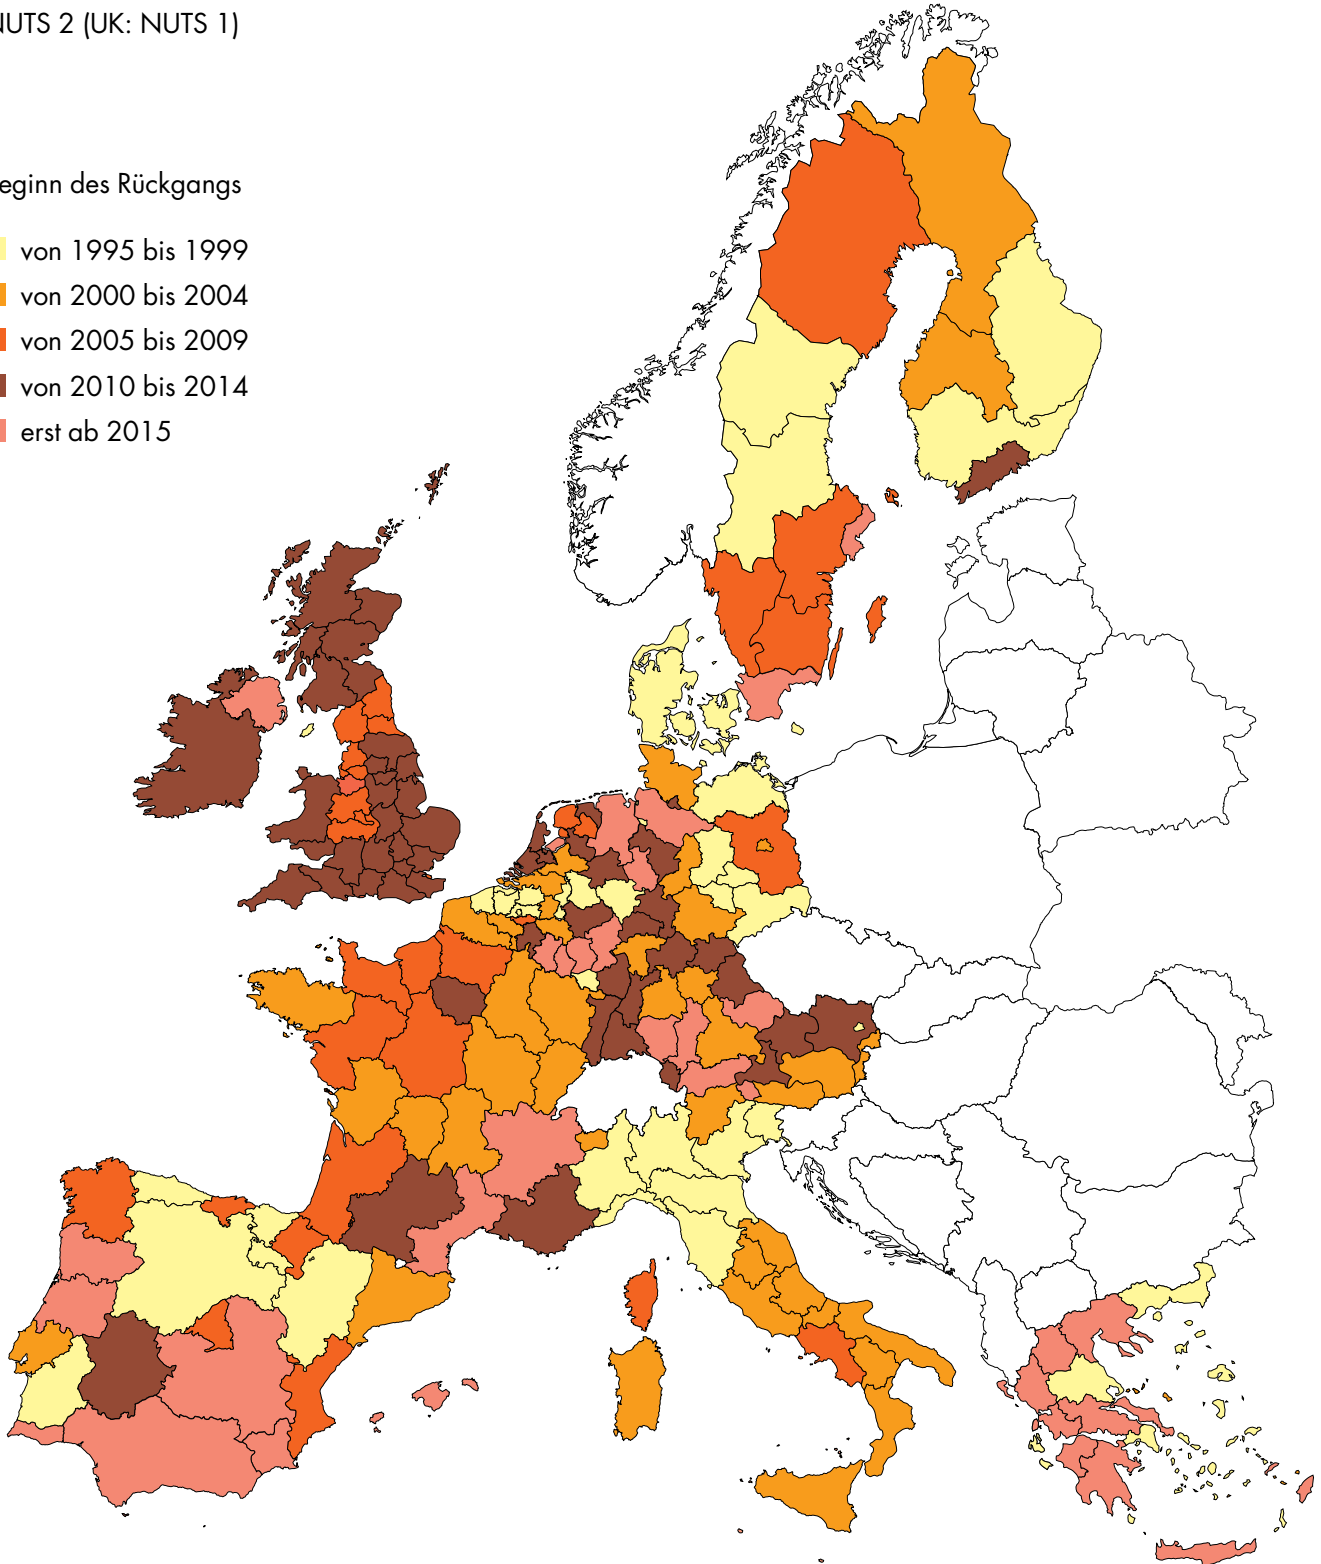 NUTS 2 (UK: NUTS 1)
eginn des Rückgangs
von 1995 bis 1999
von 2000 bis 2004
von 2005 bis 2009
von 2010 bis 2014
erst ab 2015